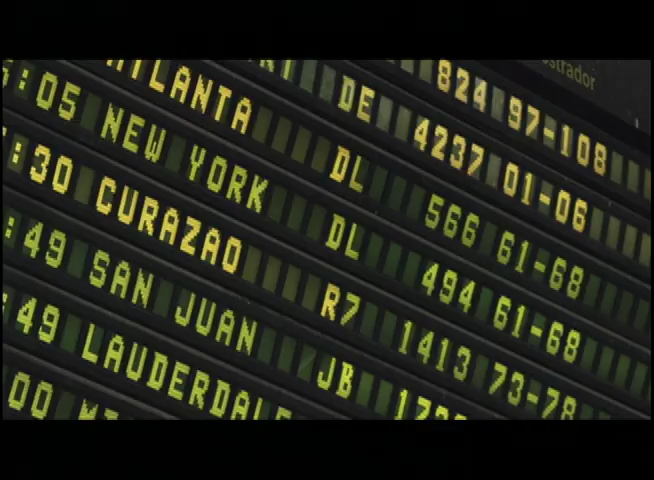 824 97-108
DE 4237 01-06
ATLANTA DL 566 61-68
:05 NEW YORK DL 494 61-68
:30 CURAZAO R7 1413 73-78
:49 SAN JUAN JB
:49 LAUDERDALE
00